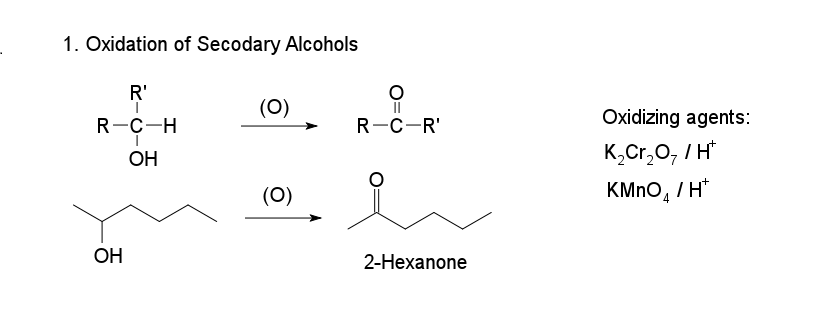 1. Oxidation of Secodary Alcohols
R'
R-C-H
OH
(O)
O
R-C-R'
Oxidizing agents:
K₂Cr₂O₇ / H⁺
KMnO₄ / H⁺
OH
(O)
O
2-Hexanone